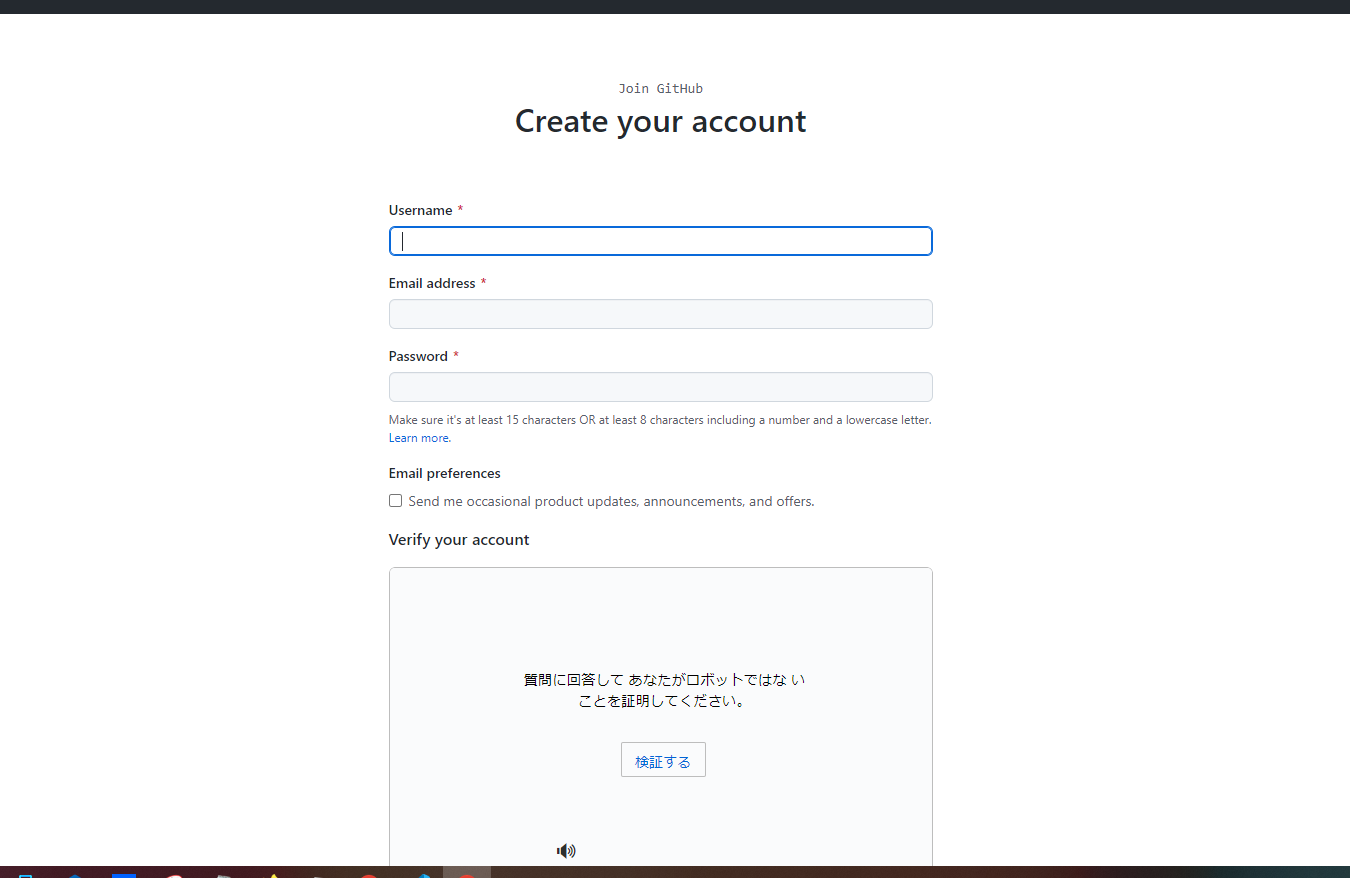 Join GitHub
Create your account
Username *
Email address *
Password *
Make sure it's at least 15 characters OR at least 8 characters including a number and a lowercase letter.
Learn more.
Email preferences
Send me occasional product updates, announcements, and offers.
Verify your account
質問に回答して あなたがロボットではな い
ことを証明してください。
検証する